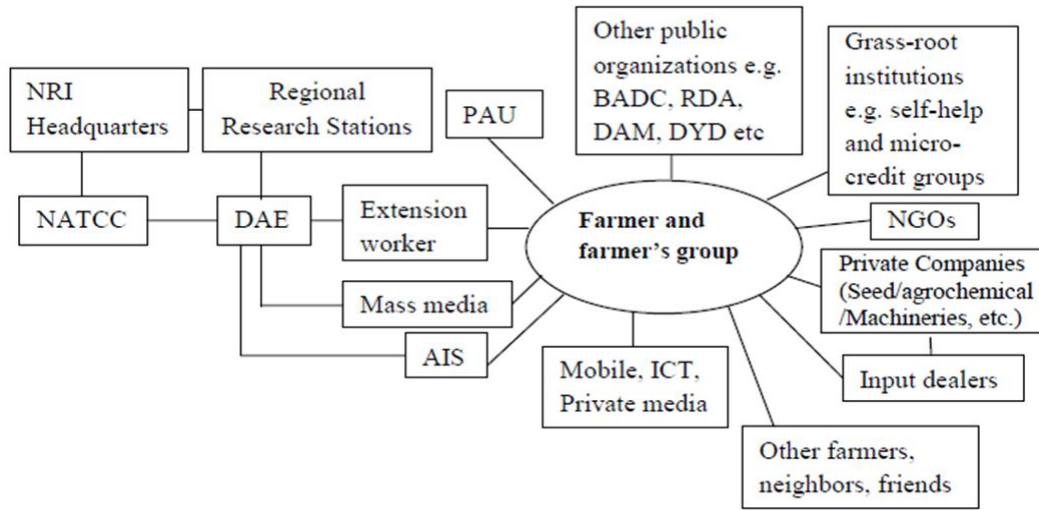 Other public
organizations e.g.
BADC, RDA,
DAM, DYD etc
Grass-root
institutions
e.g. self-help
and micro-
credit groups
NRI
Headquarters
Regional
Research Stations
PAU
NATCC
DAE
Extension
worker
Farmer and
farmer's group
NGOs
Mass media
Private Companies
(Seed/agrochemical
/Machineries, etc.)
AIS
Mobile, ICT,
Private media
Input dealers
Other farmers,
neighbors, friends